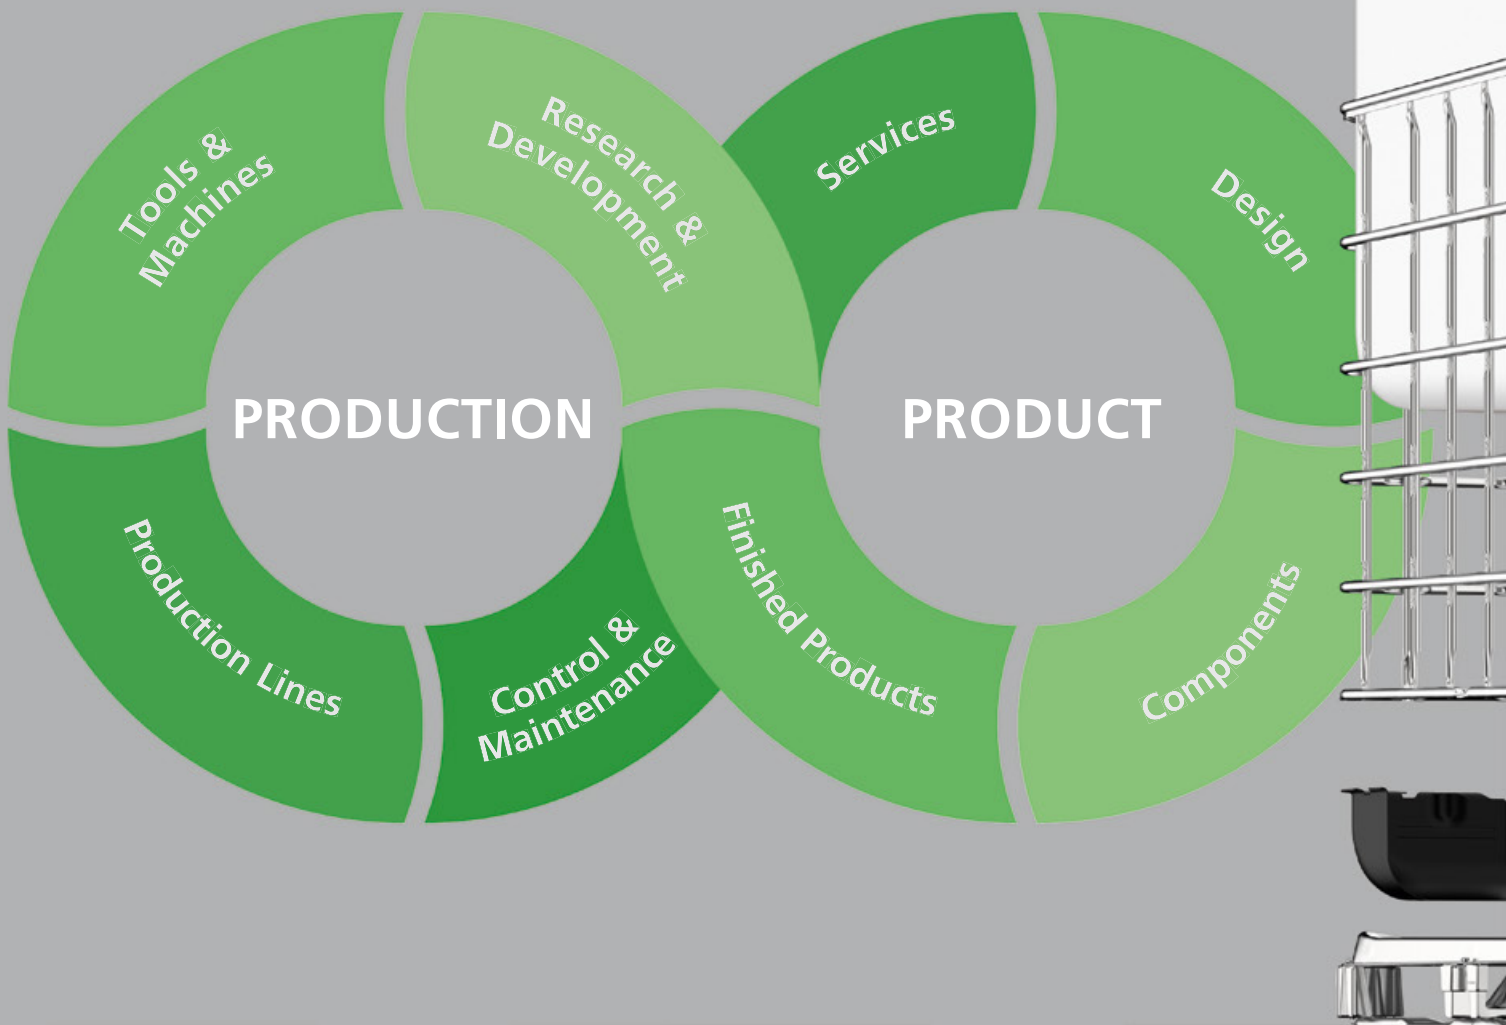 Tools &
Machines
Research &
Development
Services
Design
PRODUCTION
PRODUCT
Production Lines
Control &
Maintenance
Finished Products
Components